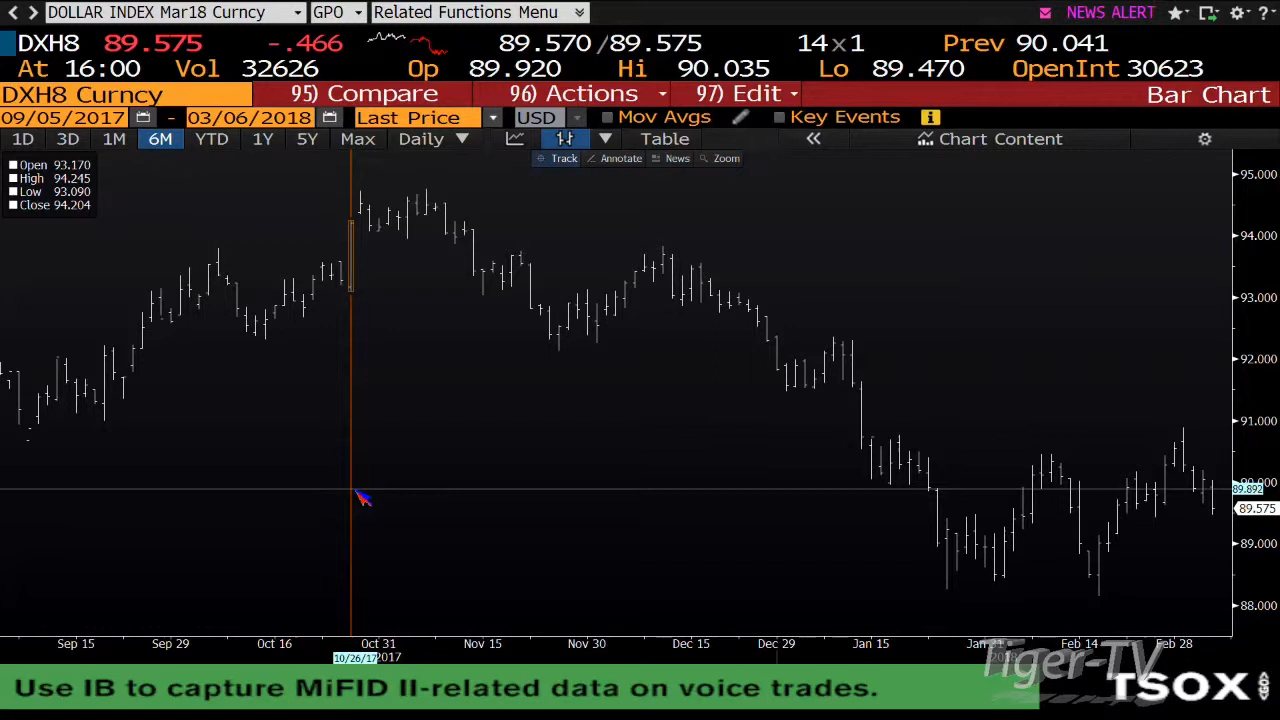 DOLLAR INDEX Mar18 Curncy GPO Related Functions Menu NEWS ALERT ?
DXH8 89.575 -.466 89.570/89.575 14x1 Prev 90.041
At 16:00 Vol 32626 Op 89.920 Hi 90.035 Lo 89.470 OpenInt 30623
DXH8 Curncy 95) Compare 96) Actions 97) Edit Bar Chart
09/05/2017 - 03/06/2018 Last Price USD Mov Avgs Key Events
1D 3D 1M 6M YTD 1Y 5Y Max Daily Table « Chart Content
Track Annotate News Zoom
Open 93.170
High 94.245
Low 93.090
Close 94.204
95.000
94.000
93.000
92.000
91.000
89.892
89.575
89.000
88.000
Sep 15 Sep 29 Oct 16 Oct 31 Nov 15 Nov 30 Dec 15 Dec 29 Jan 15 Feb 14 Feb 28
10/26/17 2017 2018
Tiger-TV
Use IB to capture MiFID II-related data on voice trades.
TSOX GO